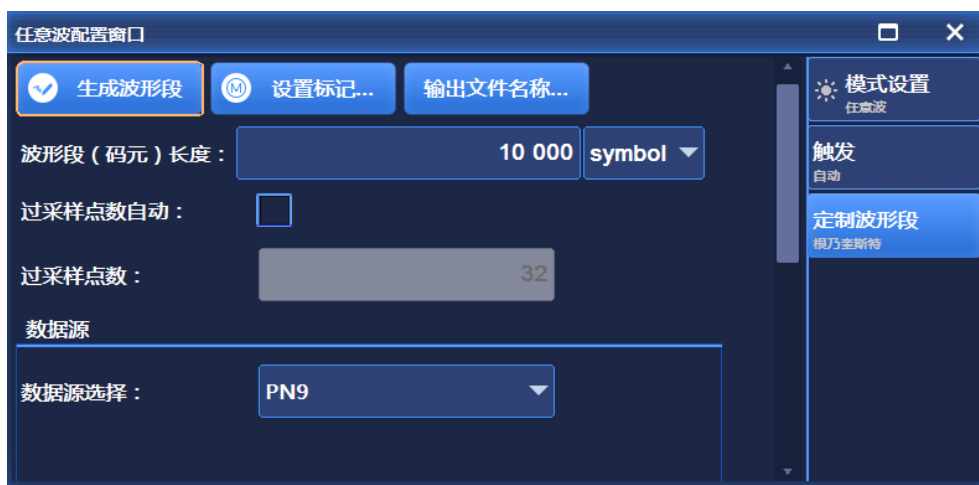 任意波配置窗口
生成波形段
M 设置标记...
输出文件名称...
波形段（码元）长度： 10 000 symbol
过采样点数自动：
过采样点数： 32
数据源
数据源选择： PN9
模式设置
任意波
触发
自动
定制波形段
根乃奎斯特